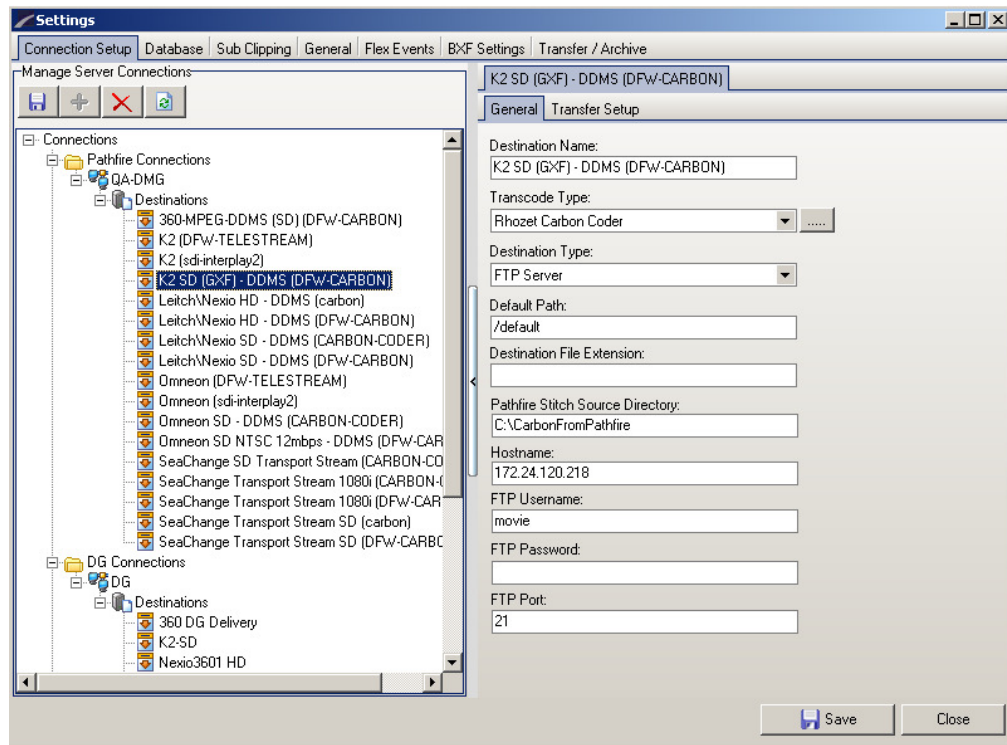 Settings
Connection Setup Database Sub Clipping General Flex Events BXF Settings Transfer / Archive
Manage Server Connections
Connections
Pathfire Connections
QA-DMG
Destinations
360-MPEG-DDMS (SD) (DFW-CARBON)
K2 (DFW-TELESTREAM)
K2 (sdi-interplay2)
K2 SD (GXF) - DDMS (DFW-CARBON)
Leitch\Nexio HD - DDMS (carbon)
Leitch\Nexio HD - DDMS (DFW-CARBON)
Leitch\Nexio SD - DDMS (CARBON-CODER)
Leitch\Nexio SD - DDMS (DFW-CARBON)
Omneon (DFW-TELESTREAM)
Omneon (sdi-interplay2)
Omneon SD - DDMS (CARBON-CODER)
Omneon SD NTSC 12mbps - DDMS (DFW-CAR
SeaChange SD Transport Stream (CARBON-CO
SeaChange Transport Stream 1080i (CARBON-(
SeaChange Transport Stream 1080i (DFW-CAR
SeaChange Transport Stream SD (carbon)
SeaChange Transport Stream SD (DFW-CARBC
DG Connections
DG
Destinations
360 DG Delivery
K2-SD
Nexio3601 HD
K2 SD (GXF) - DDMS (DFW-CARBON)
General Transfer Setup
Destination Name:
K2 SD (GXF) - DDMS (DFW-CARBON)
Transcode Type:
Rhozet Carbon Coder .....
Destination Type:
FTP Server
Default Path:
/default
Destination File Extension:
Pathfire Stitch Source Directory:
C:\CarbonFromPathfire
Hostname:
172.24.120.218
FTP Username:
movie
FTP Password:
FTP Port:
21
Save Close